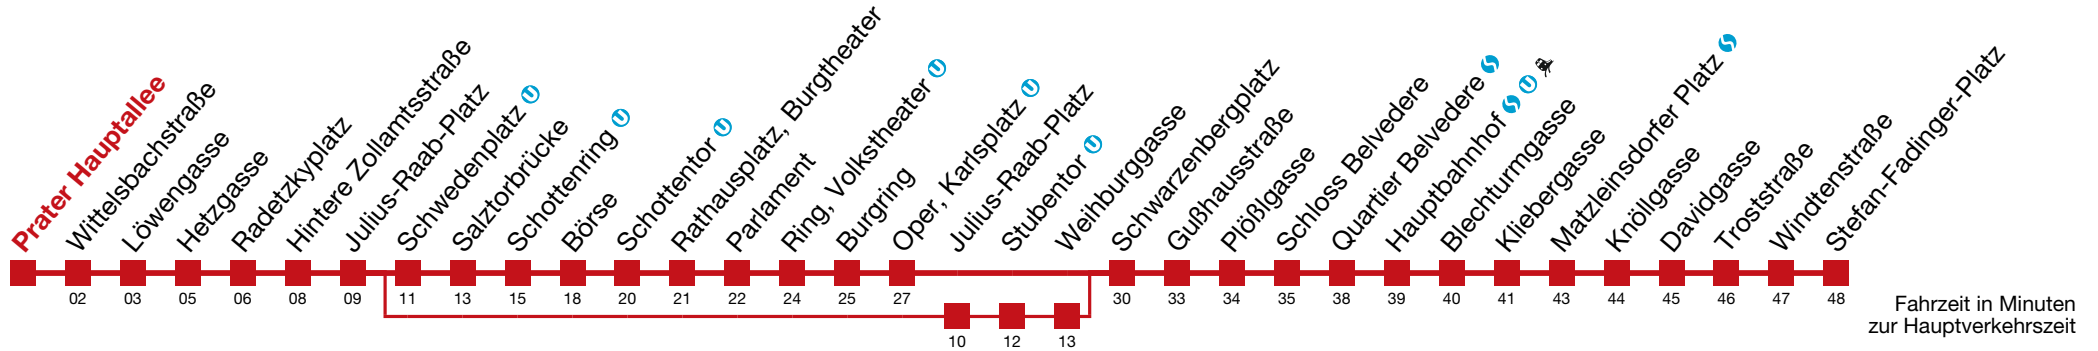 Prater Hauptallee
Wittelsbachstraße
Löwengasse
Hetzgasse
Radetzkyplatz
Hintere Zollamtsstraße
Julius-Raab-Platz
Schwedenplatz U
Salztorbrücke
Schottenring U
Börse
Schottentor U
Rathausplatz, Burgtheater
Parlament
Ring, Volkstheater U
Burgring
Oper, Karlsplatz U
Julius-Raab-Platz
Stubentor U
Weihburggasse
Schwarzenbergplatz
Gußhausstraße
Plößlgasse
Schloss Belvedere
Quartier Belvedere S
Hauptbahnhof S U
Blechturmgasse
Kliebergasse
Matzleinsdorfer Platz S
Knöllgasse
Davidgasse
Troststraße
Windtenstraße
Stefan-Fadinger-Platz
02 03 05 06 08 09 11 13 15 18 20 21 22 24 25 27 30 33 34 35 38 39 40 41 43 44 45 46 47 48
10 12 13
Fahrzeit in Minuten
zur Hauptverkehrszeit